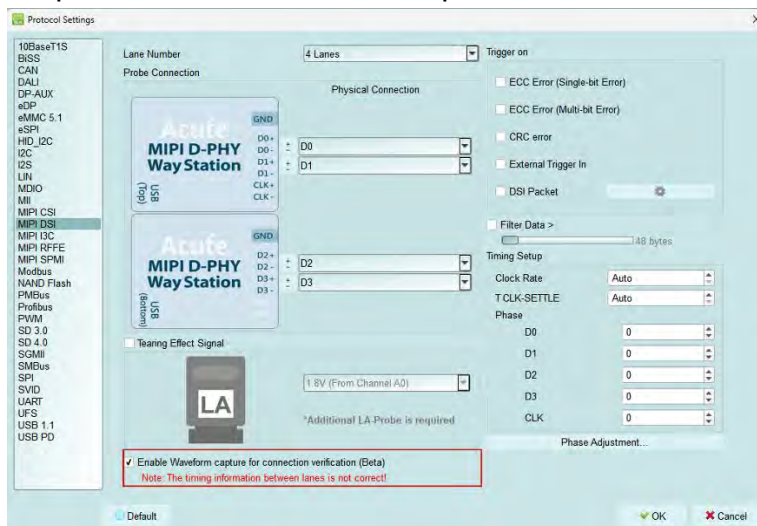 Protocol Settings
10BaseT1S
BiSS
CAN
DALI
DP-AUX
eDP
eMMC 5.1
eSPI
HID_I2C
I2C
I2S
LIN
MDIO
MII
MIPI CSI
MIPI DSI
MIPI I3C
MIPI RFFE
MIPI SPMI
Modbus
NAND Flash
PMBus
Profibus
PWM
SD 3.0
SD 4.0
SGMII
SMBus
SPI
SVID
UART
UFS
USB 1.1
USB PD
Lane Number 4 Lanes
Probe Connection
Physical Connection
Acute
MIPI D-PHY
Way Station
USB
(Top)
GND
D0+
D0-
D1+
D1-
CLK+
CLK-
± D0
± D1
Acute
MIPI D-PHY
Way Station
USB
(Bottom)
GND
D2+
D2-
D3+
D3-
± D2
± D3
Tearing Effect Signal
LA
1.8V (From Channel A0)
*Additional LA-Probe is required
Enable Waveform capture for connection verification (Beta)
Note: The timing information between lanes is not correct!
Trigger on
ECC Error (Single-bit Error)
ECC Error (Multi-bit Error)
CRC error
External Trigger In
DSI Packet
Filter Data >
48 bytes
Timing Setup
Clock Rate Auto
T CLK-SETTLE Auto
Phase
D0 0
D1 0
D2 0
D3 0
CLK 0
Phase Adjustment...
Default
OK
Cancel